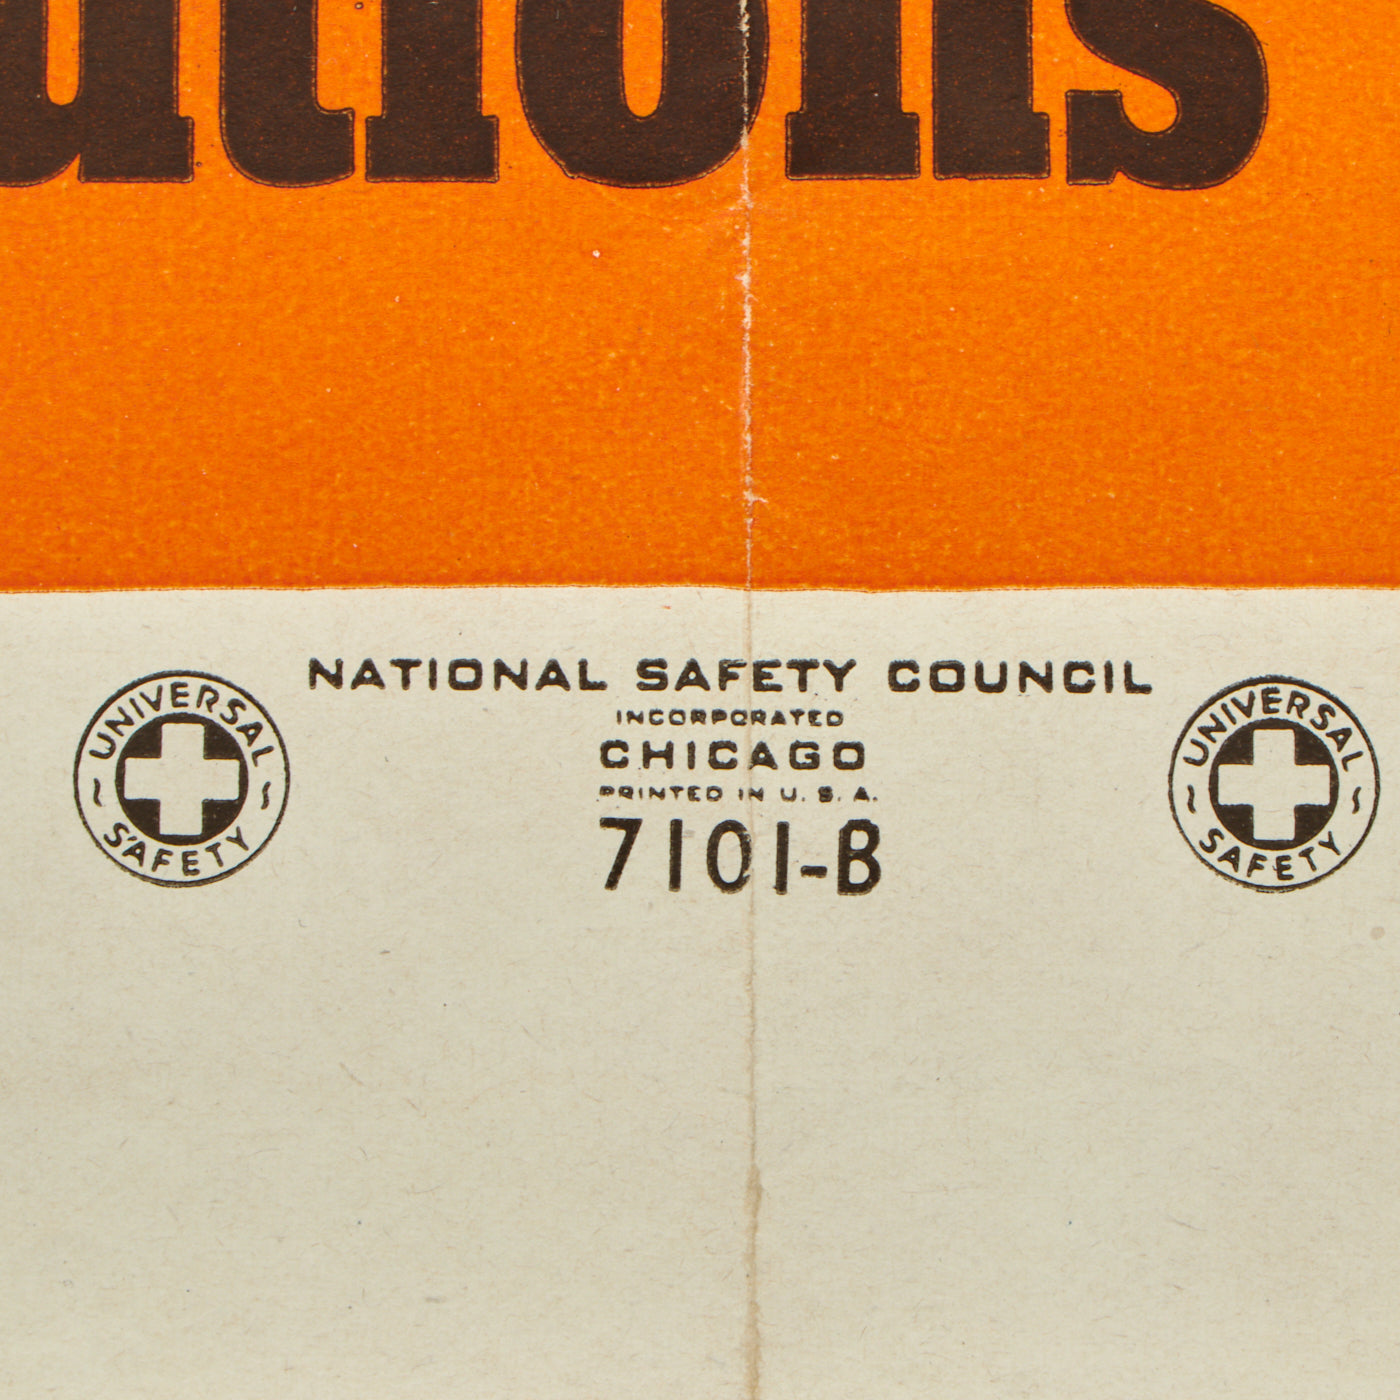 NATIONAL SAFETY COUNCIL
INCORPORATED
CHICAGO
PRINTED IN U. S. A.
7101-B
UNIVERSAL
SAFETY
UNIVERSAL
SAFETY